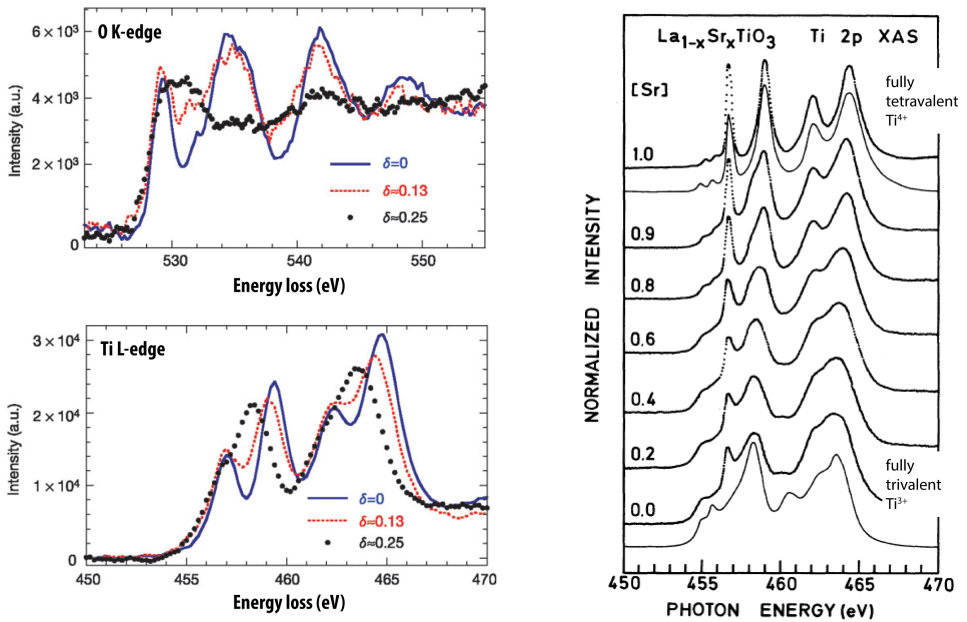 O K-edge
6×10³
4×10³
2×10³
0
Intensity (a.u.)
δ=0
δ≈0.13
δ≈0.25
530
540
550
Energy loss (eV)
Ti L-edge
3×10⁴
2×10⁴
1×10⁴
0
Intensity (a.u.)
δ=0
δ≈0.13
δ≈0.25
450
455
460
465
470
Energy loss (eV)
La₁₋ₓSrₓTiO₃ Ti 2p XAS
[Sr]
fully
tetravalent
Ti⁴⁺
1.0
0.9
0.8
0.6
0.4
0.2
0.0
fully
trivalent
Ti³⁺
NORMALIZED INTENSITY
450
455
460
465
470
PHOTON ENERGY (eV)